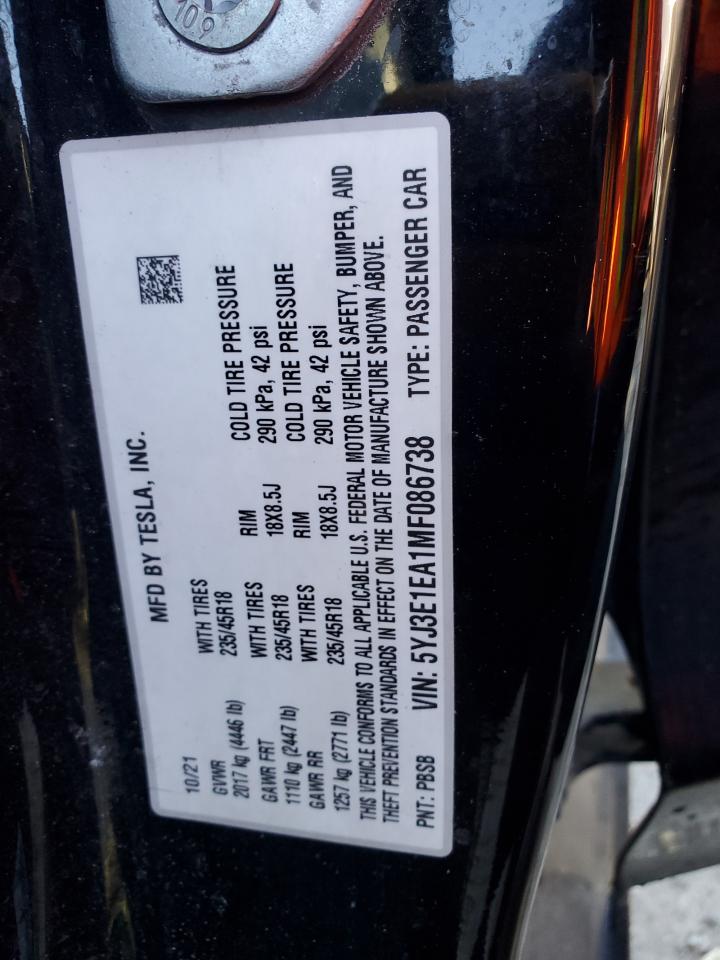 109
MFD BY TESLA, INC.
10/21
GVWR WITH TIRES RIM COLD TIRE PRESSURE
2017 kg (4446 lb) 235/45R18
GAWR FRT WITH TIRES 18X8.5J 290 kPa, 42 psi
1110 kg (2447 lb) 235/45R18 RIM COLD TIRE PRESSURE
GAWR RR WITH TIRES
1257 kg (2771 lb) 235/45R18 18X8.5J 290 kPa, 42 psi
THIS VEHICLE CONFORMS TO ALL APPLICABLE U.S. FEDERAL MOTOR VEHICLE SAFETY, BUMPER, AND
THEFT PREVENTION STANDARDS IN EFFECT ON THE DATE OF MANUFACTURE SHOWN ABOVE.
PNT: PBSB VIN: 5YJ3E1EA1MF086738 TYPE: PASSENGER CAR